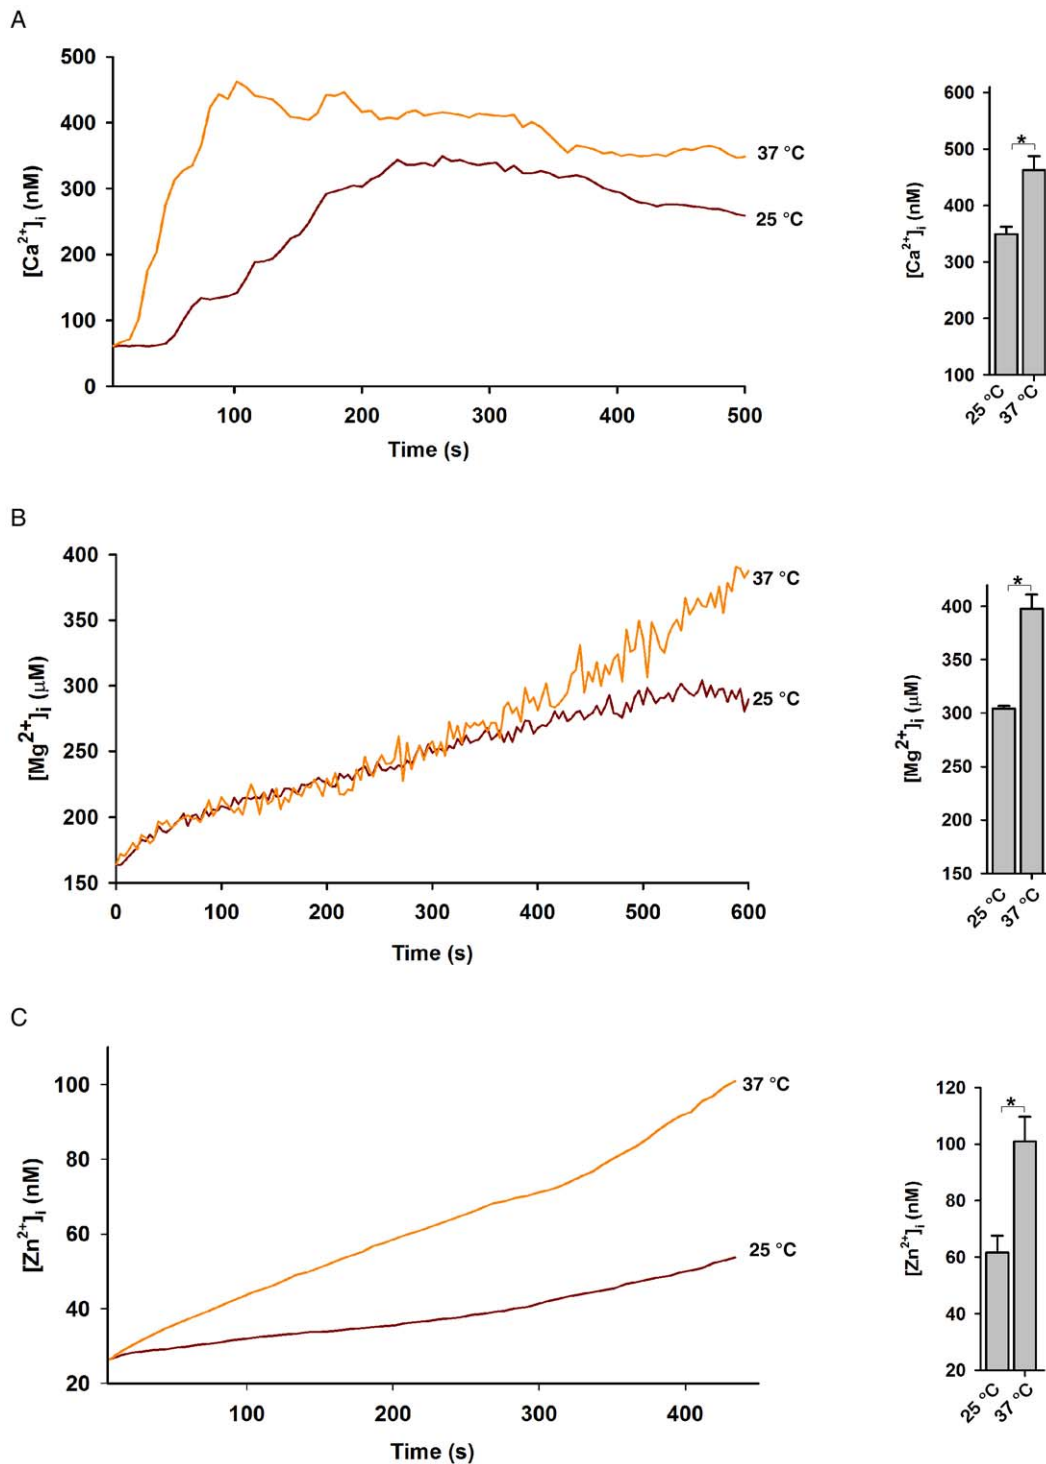 A
500
400
300
200
100
0
[Ca²⁺]ᵢ (nM)
37 °C
25 °C
100
200
300
400
500
Time (s)
600
500
400
300
200
100
[Ca²⁺]ᵢ (nM)
*
25 °C
37 °C
B
400
350
300
250
200
150
[Mg²⁺]ᵢ (μM)
37 °C
25 °C
0
100
200
300
400
500
600
Time (s)
400
350
300
250
200
150
[Mg²⁺]ᵢ (μM)
*
25 °C
37 °C
C
100
80
60
40
20
[Zn²⁺]ᵢ (nM)
37 °C
25 °C
100
200
300
400
Time (s)
120
100
80
60
40
20
[Zn²⁺]ᵢ (nM)
*
25 °C
37 °C